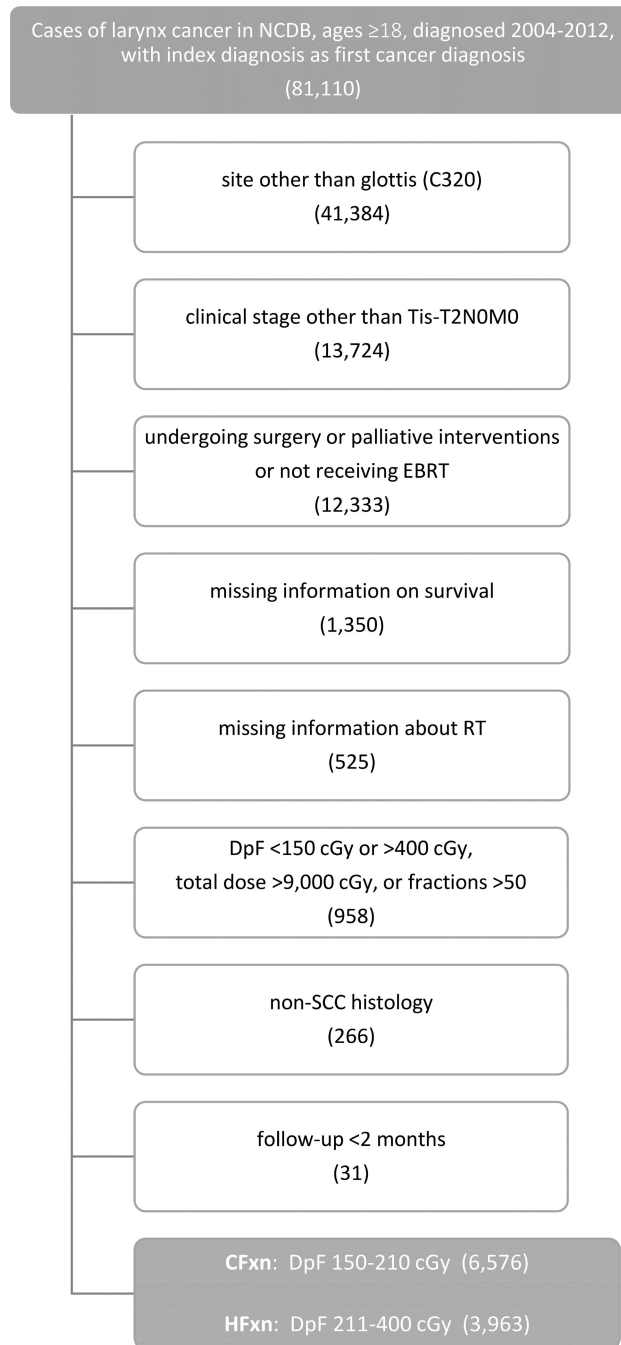 Cases of larynx cancer in NCDB, ages ≥18, diagnosed 2004-2012,
with index diagnosis as first cancer diagnosis
(81,110)
site other than glottis (C320)
(41,384)
clinical stage other than Tis-T2N0M0
(13,724)
undergoing surgery or palliative interventions
or not receiving EBRT
(12,333)
missing information on survival
(1,350)
missing information about RT
(525)
DpF <150 cGy or >400 cGy,
total dose >9,000 cGy, or fractions >50
(958)
non-SCC histology
(266)
follow-up <2 months
(31)
CFxn: DpF 150-210 cGy (6,576)
HFxn: DpF 211-400 cGy (3,963)